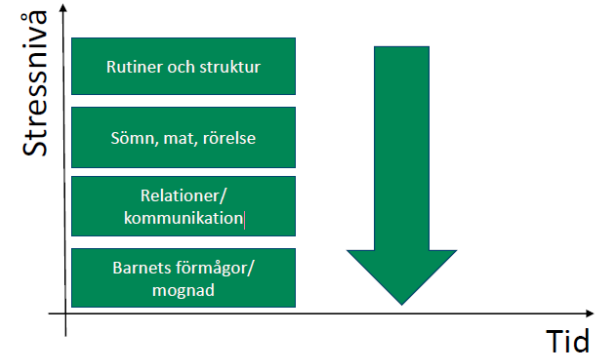 Stressnivå
Rutiner och struktur
Sömn, mat, rörelse
Relationer/
kommunikation
Barnets förmågor/
mognad
Tid